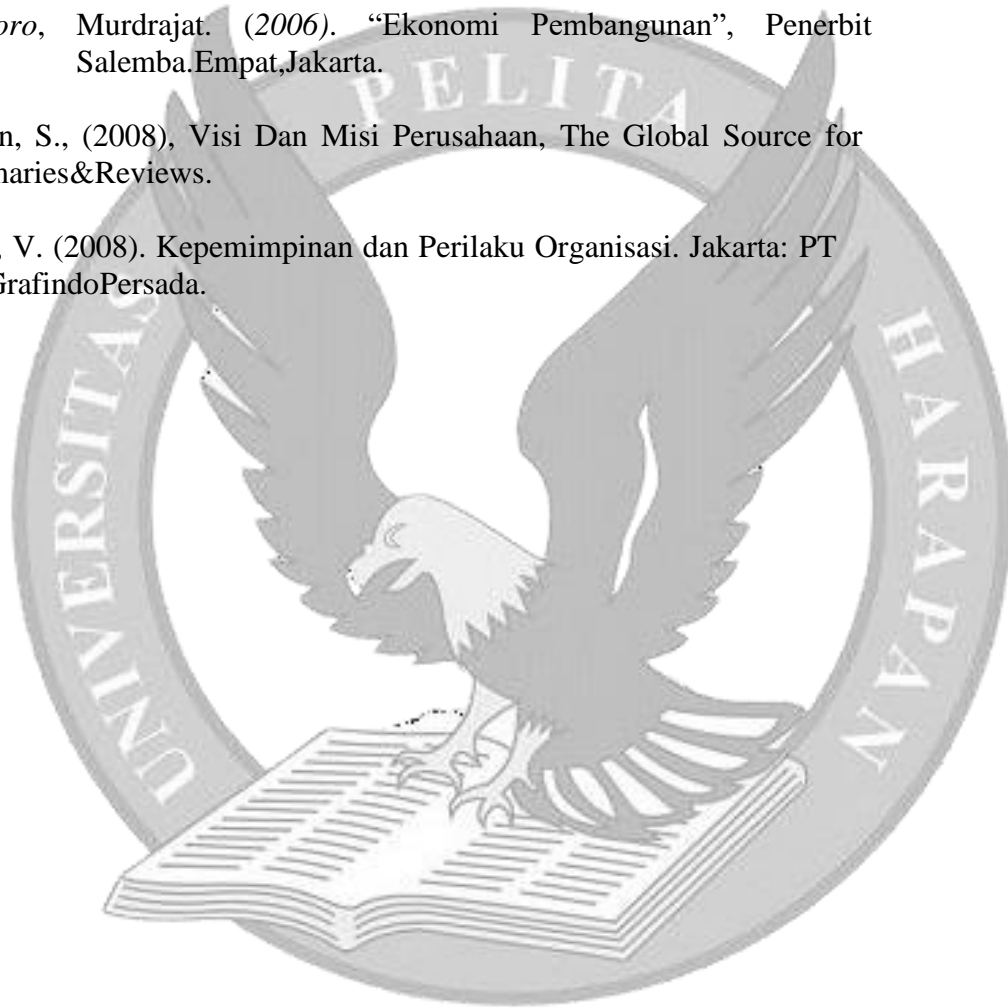 oro, Murdrajat. (2006). “Ekonomi Pembangunan”, Penerbit
Salemba.Empat,Jakarta.
n, S., (2008), Visi Dan Misi Perusahaan, The Global Source for
naries&Reviews.
, V. (2008). Kepemimpinan dan Perilaku Organisasi. Jakarta: PT
GrafindoPersada.
UNIVERSITAS PELITA HARAPAN